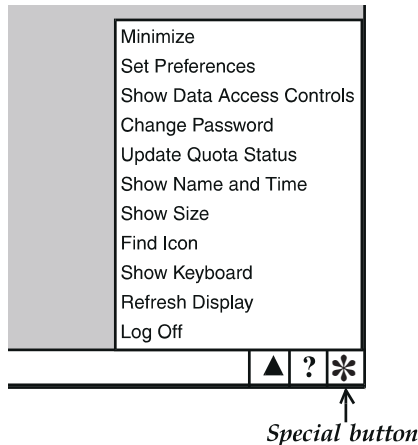 Minimize
Set Preferences
Show Data Access Controls
Change Password
Update Quota Status
Show Name and Time
Show Size
Find Icon
Show Keyboard
Refresh Display
Log Off
▲ ? *
Special button